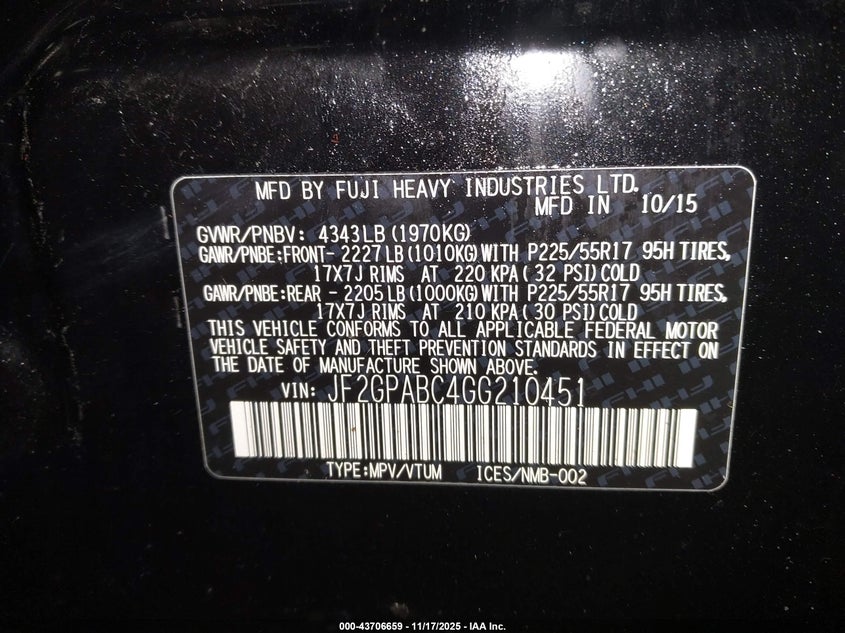 MFD BY FUJI HEAVY INDUSTRIES LTD.
MFD IN 10/15
GVWR/PNBV: 4343LB (1970KG)
GAWR/PNBE:FRONT- 2227LB (1010KG) WITH P225/55R17 95H TIRES,
17X7J RIMS AT 220 KPA (32 PSI) COLD
GAWR/PNBE:REAR - 2205LB (1000KG) WITH P225/55R17 95H TIRES,
17X7J RIMS AT 210 KPA (30 PSI) COLD
THIS VEHICLE CONFORMS TO ALL APPLICABLE FEDERAL MOTOR
VEHICLE SAFETY AND THEFT PREVENTION STANDARDS IN EFFECT ON
THE DATE OF MANUFACTURE SHOWN ABOVE.
VIN: JF2GPABC4GG210451
TYPE:MPV/VTUM ICES/NMB-002
000-43706659 - 11/17/2025 - IAA Inc.